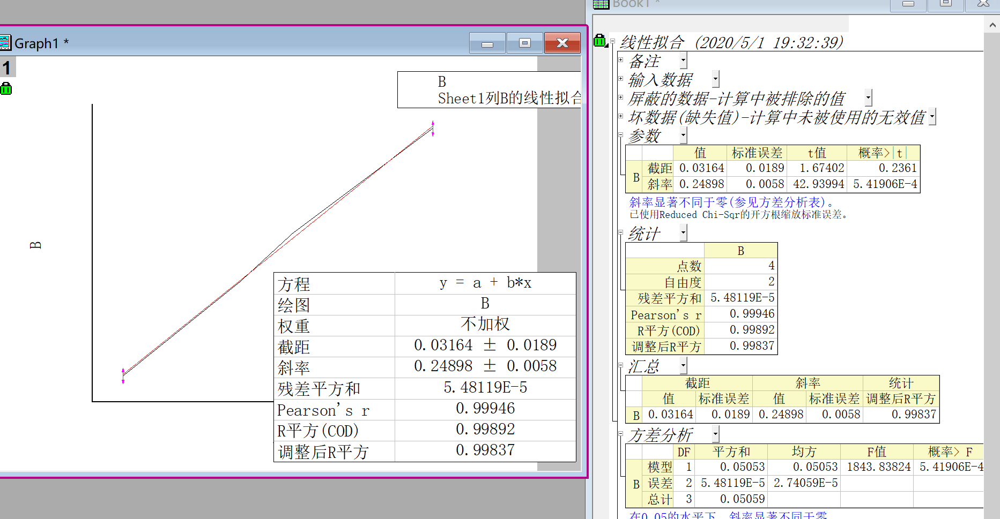 Graph1 *
1
B
Sheet1列B的线性拟合
B
方程 y = a + b*x
绘图 B
权重 不加权
截距 0.03164 ± 0.0189
斜率 0.24898 ± 0.0058
残差平方和 5.48119E-5
Pearson's r 0.99946
R平方(COD) 0.99892
调整后R平方 0.99837
Book1 *
线性拟合 (2020/5/1 19:32:39)
备注
输入数据
屏蔽的数据-计算中被排除的值
坏数据(缺失值)-计算中未被使用的无效值
参数
值 标准误差 t值 概率>|t|
B
截距 0.03164 0.0189 1.67402 0.2361
斜率 0.24898 0.0058 42.93994 5.41906E-4
斜率显著不同于零(参见方差分析表)。
已使用Reduced Chi-Sqr的开方根缩放标准误差。
统计
B
点数 4
自由度 2
残差平方和 5.48119E-5
Pearson's r 0.99946
R平方(COD) 0.99892
调整后R平方 0.99837
汇总
截距 斜率 统计
值 标准误差 值 标准误差 调整后R平方
B 0.03164 0.0189 0.24898 0.0058 0.99837
方差分析
DF 平方和 均方 F值 概率> F
B
模型 1 0.05053 0.05053 1843.83824 5.41906E-4
误差 2 5.48119E-5 2.74059E-5
总计 3 0.05059
在0.05的水平下，斜率显著不同于零